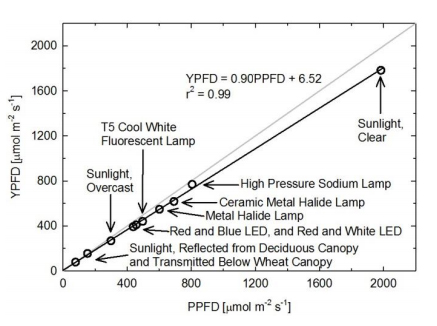 2200
2000
1600
1200
800
400
0
YPFD [μmol m-2 s-1]
YPFD = 0.90PPFD + 6.52
r2 = 0.99
T5 Cool White
Fluorescent Lamp
Sunlight,
Overcast
Sunlight,
Clear
High Pressure Sodium Lamp
Ceramic Metal Halide Lamp
Metal Halide Lamp
Red and Blue LED, and Red and White LED
Sunlight, Reflected from Deciduous Canopy
and Transmitted Below Wheat Canopy
0 400 800 1200 1600 2000
PPFD [μmol m-2 s-1]